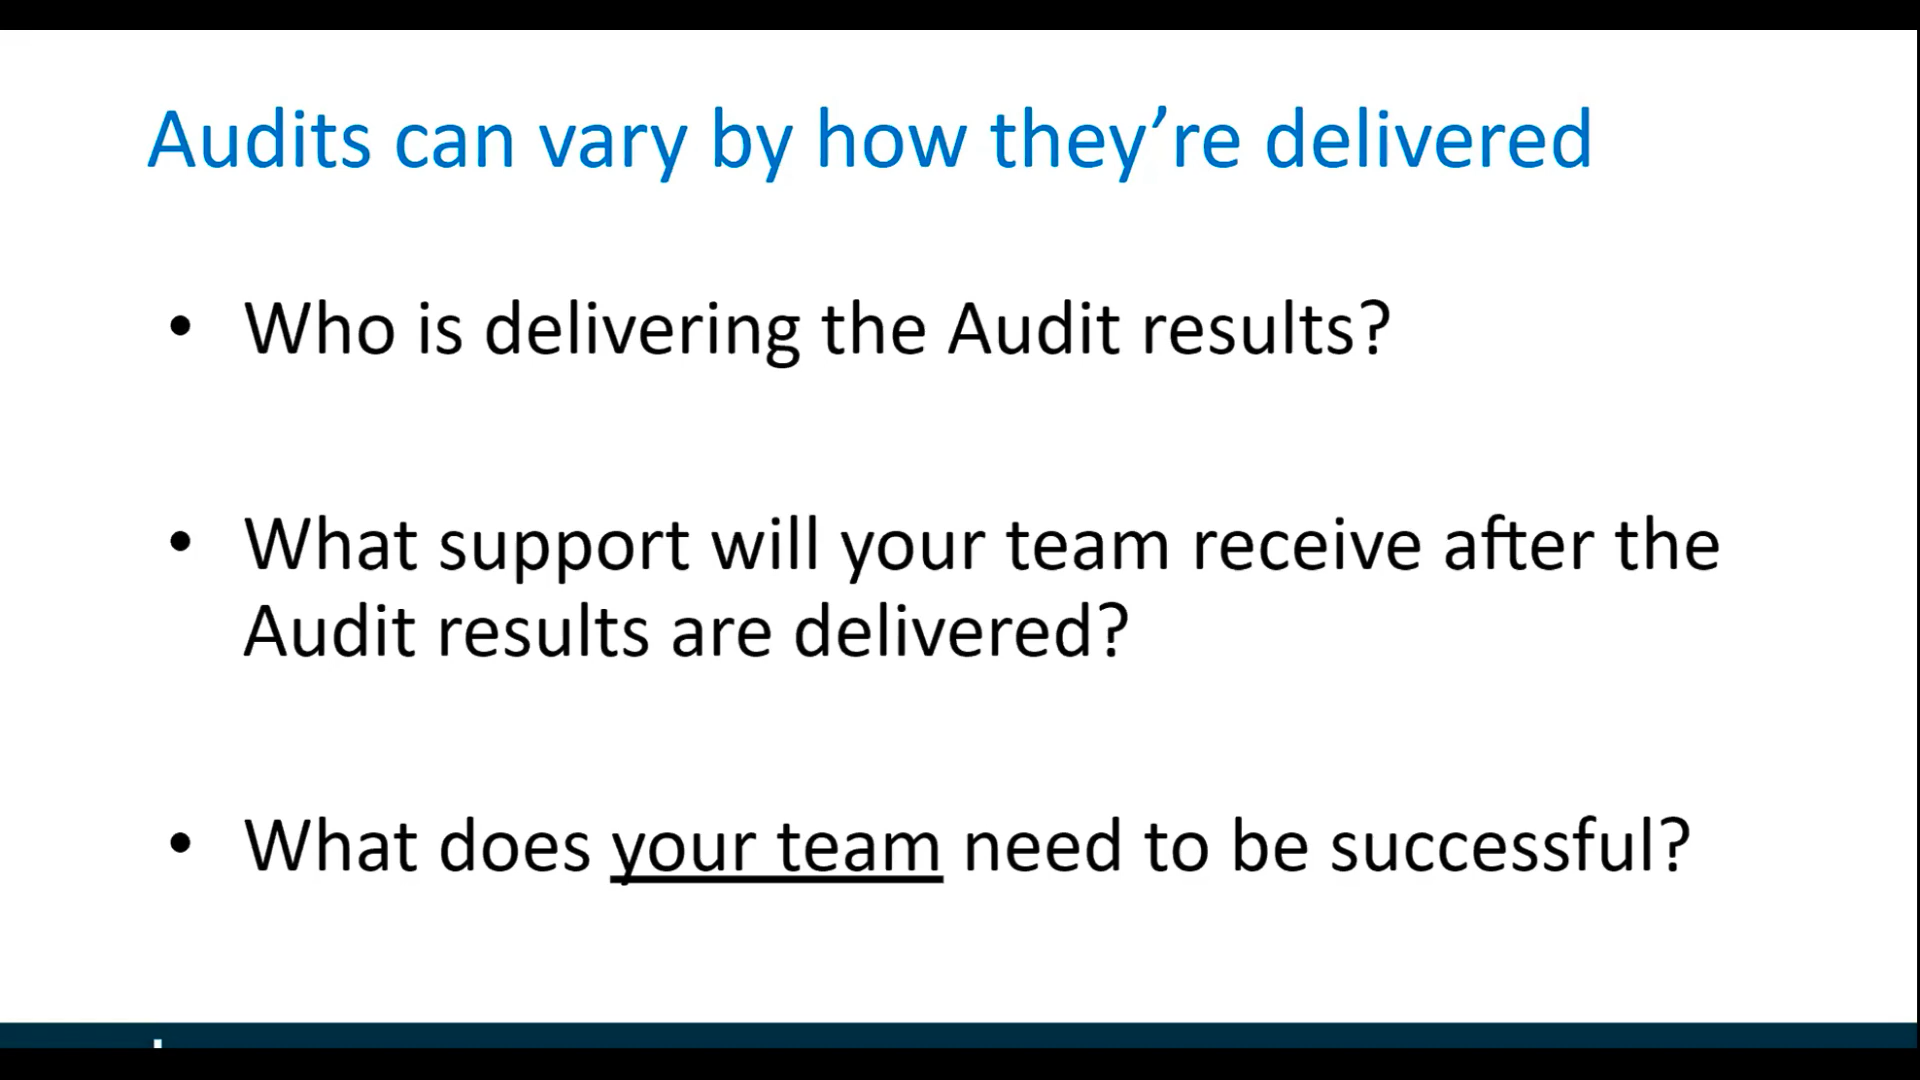 Audits can vary by how they’re delivered
• Who is delivering the Audit results?
• What support will your team receive after the
Audit results are delivered?
• What does your team need to be successful?